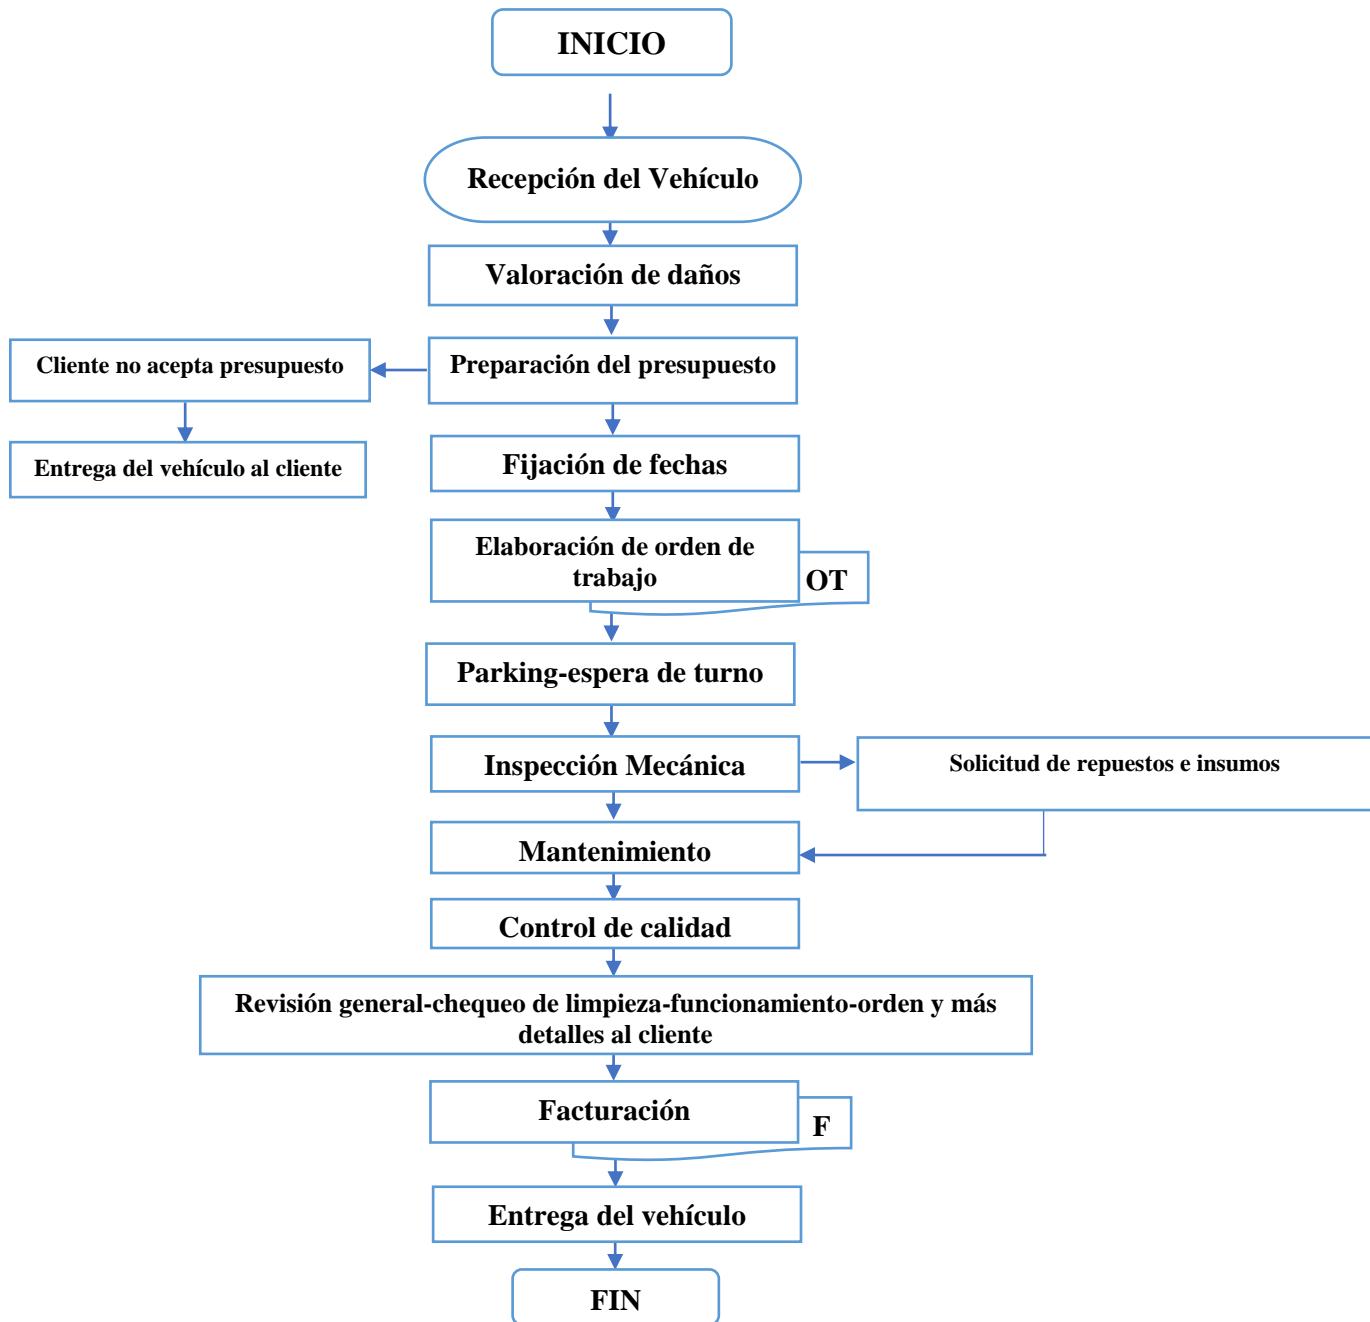 INICIO
Recepción del Vehículo
Valoración de daños
Cliente no acepta presupuesto
Preparación del presupuesto
Entrega del vehículo al cliente
Fijación de fechas
Elaboración de orden de
trabajo
OT
Parking-espera de turno
Inspección Mecánica
Solicitud de repuestos e insumos
Mantenimiento
Control de calidad
Revisión general-chequeo de limpieza-funcionamiento-orden y más
detalles al cliente
Facturación
F
Entrega del vehículo
FIN